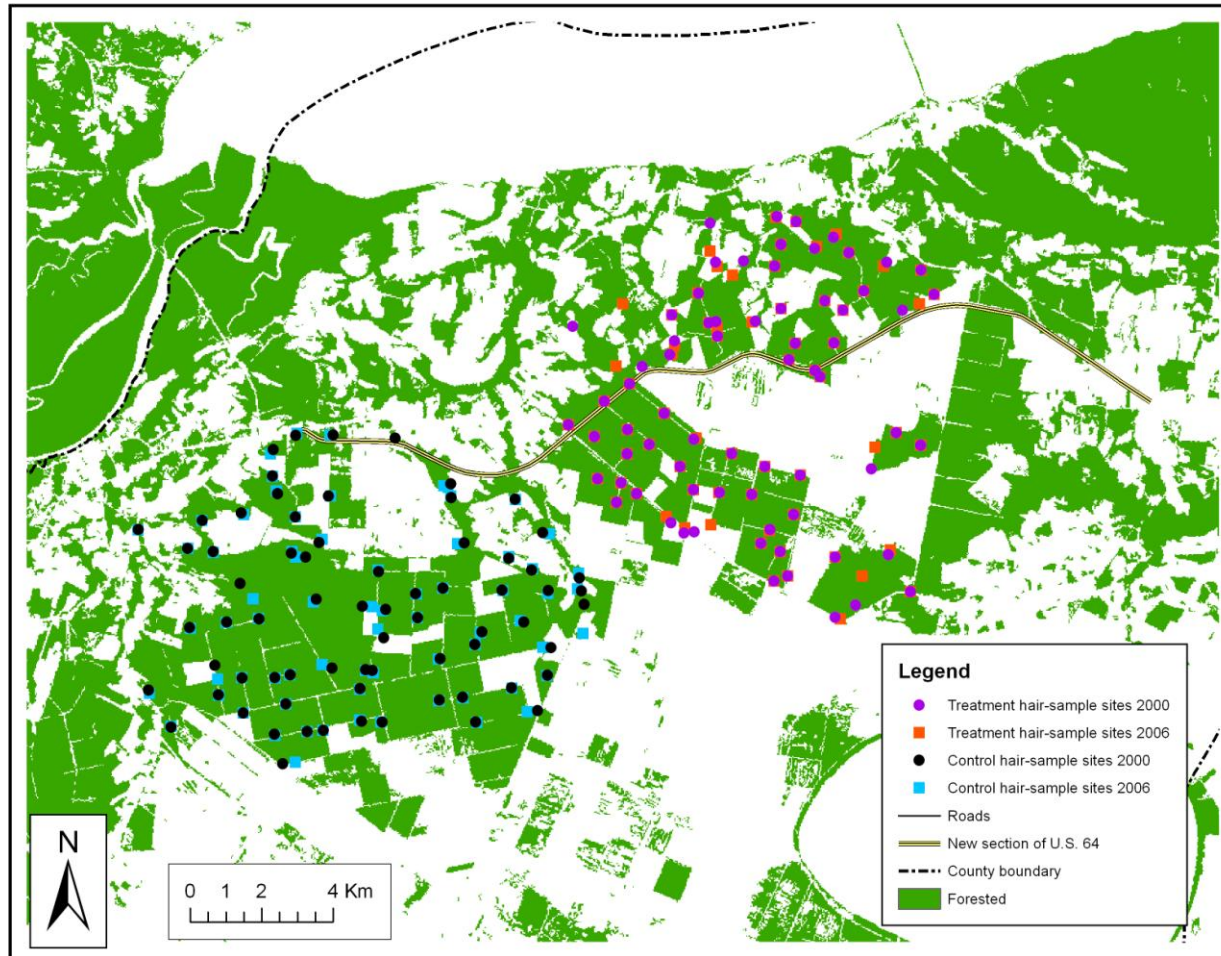 Legend
Treatment hair-sample sites 2000
Treatment hair-sample sites 2006
Control hair-sample sites 2000
Control hair-sample sites 2006
Roads
New section of U.S. 64
County boundary
Forested
N
0 1 2 4 Km